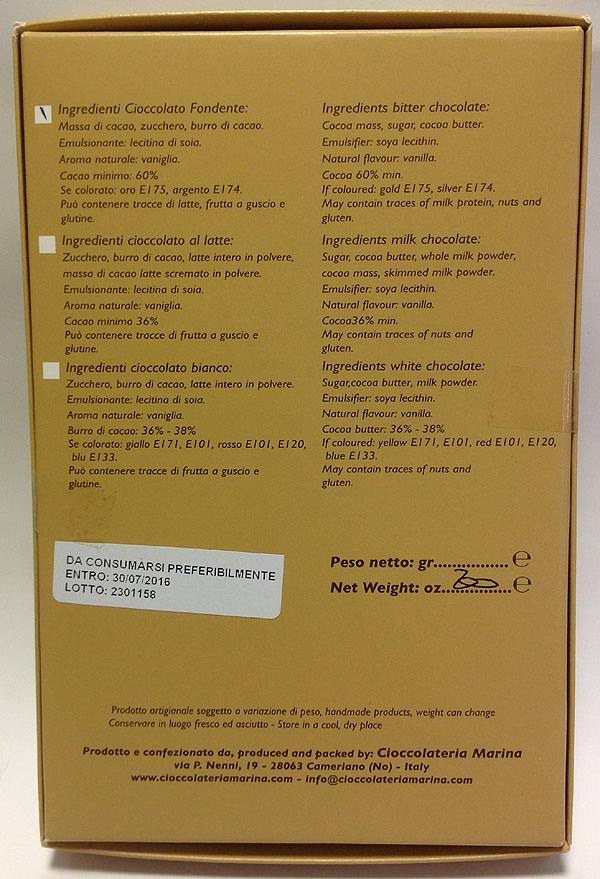 Ingredienti Cioccolato Fondente:
Massa di cacao, zucchero, burro di cacao.
Emulsionante: lecitina di soia.
Aroma naturale: vaniglia.
Cacao minimo: 60%
Se colorato: oro E175, argento E174.
Può contenere tracce di latte, frutta a guscio e
glutine.
Ingredienti cioccolato al latte:
Zucchero, burro di cacao, latte intero in polvere,
massa di cacao latte scremato in polvere.
Emulsionante: lecitina di soia.
Aroma naturale: vaniglia.
Cacao minimo 36%
Può contenere tracce di frutta a guscio e
glutine.
Ingredienti cioccolato bianco:
Zucchero, burro di cacao, latte intero in polvere.
Emulsionante: lecitina di soia.
Aroma naturale: vaniglia.
Burro di cacao: 36% - 38%
Se colorato: giallo E171, E101, rosso E101, E120,
blu E133.
Può contenere tracce di frutta a guscio e
glutine.
Ingredients bitter chocolate:
Cocoa mass, sugar, cocoa butter.
Emulsifier: soya lecithin.
Natural flavour: vanilla.
Cocoa 60% min.
If coloured: gold E175, silver E174.
May contain traces of milk protein, nuts and
gluten.
Ingredients milk chocolate:
Sugar, cocoa butter, whole milk powder,
cocoa mass, skimmed milk powder.
Emulsifier: soye lecithin.
Natural flavour: vanilla.
Cocoa36% min.
May contain traces of nuts and
gluten.
Ingredients white chocolate:
Sugar,cocoa butter, milk powder.
Emulsifier: soya lecithin.
Natural flavour: vanilla.
Cocoa butter: 36% - 38%
If coloured: yellow E171, E101, red E101, E120,
blue E133.
May contain traces of nuts and
gluten.
DA CONSUMARSI PREFERIBILMENTE
ENTRO: 30/07/2016
LOTTO: 2301158
Peso netto: gr................ ℮
Net Weight: oz................ ℮
Prodotto artigianale soggetto a variazione di peso, handmade products, weight can change
Conservare in luogo fresco ed asciutto - Store in a cool, dry place
Prodotto e confezionato da, produced and packed by: Cioccolateria Marina
via P. Nenni, 19 - 28063 Cameriano (No) - Italy
www.cioccolateriamarina.com - info@cioccolateriamarina.com